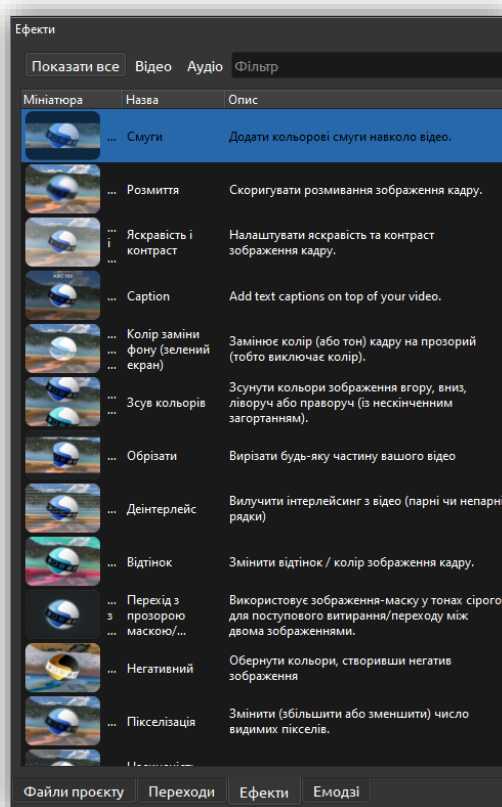 Ефекти
Показати все Відео Аудіо Фільтр
Мініатюра Назва Опис
... Смуги Додати кольорові смуги навколо відео.
... Розмиття Скоригувати розмивання зображення кадру.
... Яскравість і Налаштувати яскравість та контраст
і контраст зображення кадру.
...
... Caption Add text captions on top of your video.
... Колір заміни Замінює колір (або тон) кадру на прозорий
... фону (зелений (тобто виключає колір).
... екран)
... Зсув кольорів Зсунути кольори зображення вгору, вниз,
... ліворуч або праворуч (із нескінченним
загортанням).
... Обрізати Вирізати будь-яку частину вашого відео
... Деінтерлейс Вилучити інтерлейсинг з відео (парні чи непарні
рядки)
... Відтінок Змінити відтінок / колір зображення кадру.
... Перехід з Використовує зображення-маску у тонах сірого
з прозорою для поступового витирання/переходу між
... маскою/... двома зображеннями.
... Негативний Обернути кольори, створивши негатив
зображення
... Пікселізація Змінити (збільшити або зменшити) число
видимих пікселів.
Файли проєкту Переходи Ефекти Емодзі